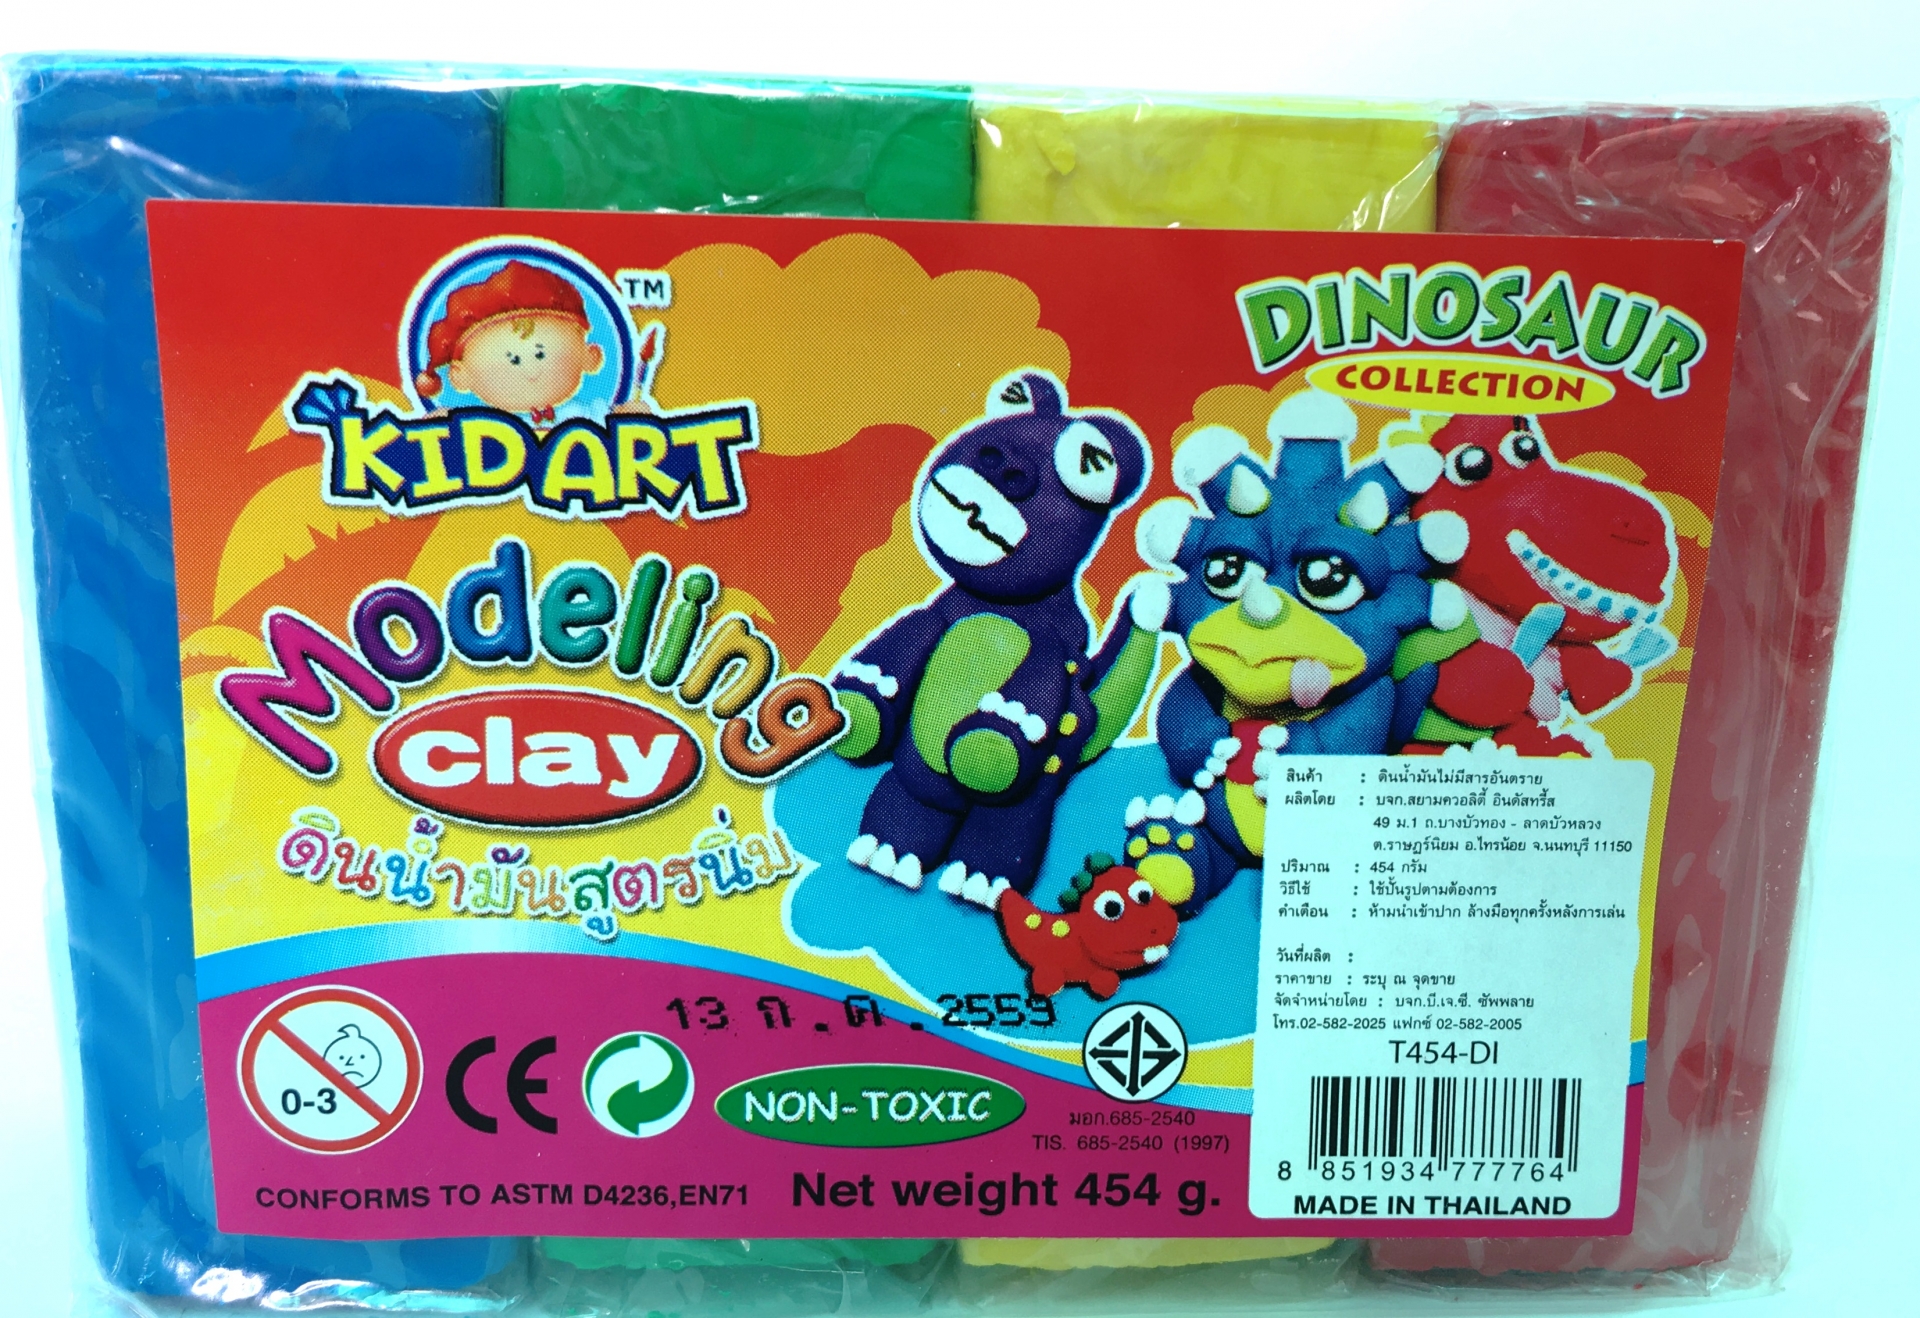 TM
KID ART
DINOSAUR
COLLECTION
Modeling
clay
ดินน้ำมันสูตรนิ่ม
สินค้า : ดินน้ำมันไม่มีสารอันตราย
ผลิตโดย : บจก.สยามควอลิตี้ อินดัสทรี้ส
49 ม.1 ถ.บางบัวทอง - ลาดบัวหลวง
ต.ราษฎร์นิยม อ.ไทรน้อย จ.นนทบุรี 11150
ปริมาณ : 454 กรัม
วิธีใช้ : ใช้ปั้นรูปตามต้องการ
คำเตือน : ห้ามนำเข้าปาก ล้างมือทุกครั้งหลังการเล่น
วันที่ผลิต :
ราคาขาย : ระบุ ณ จุดขาย
จัดจำหน่ายโดย : บจก.บี.เจ.ซี. ซัพพลาย
โทร.02-582-2025 แฟกซ์ 02-582-2005
T454-DI
8 851934 777764
MADE IN THAILAND
13 ก.ค.2559
0-3
CE
NON-TOXIC
มอก.685-2540
TIS. 685-2540 (1997)
CONFORMS TO ASTM D4236,EN71
Net weight 454 g.